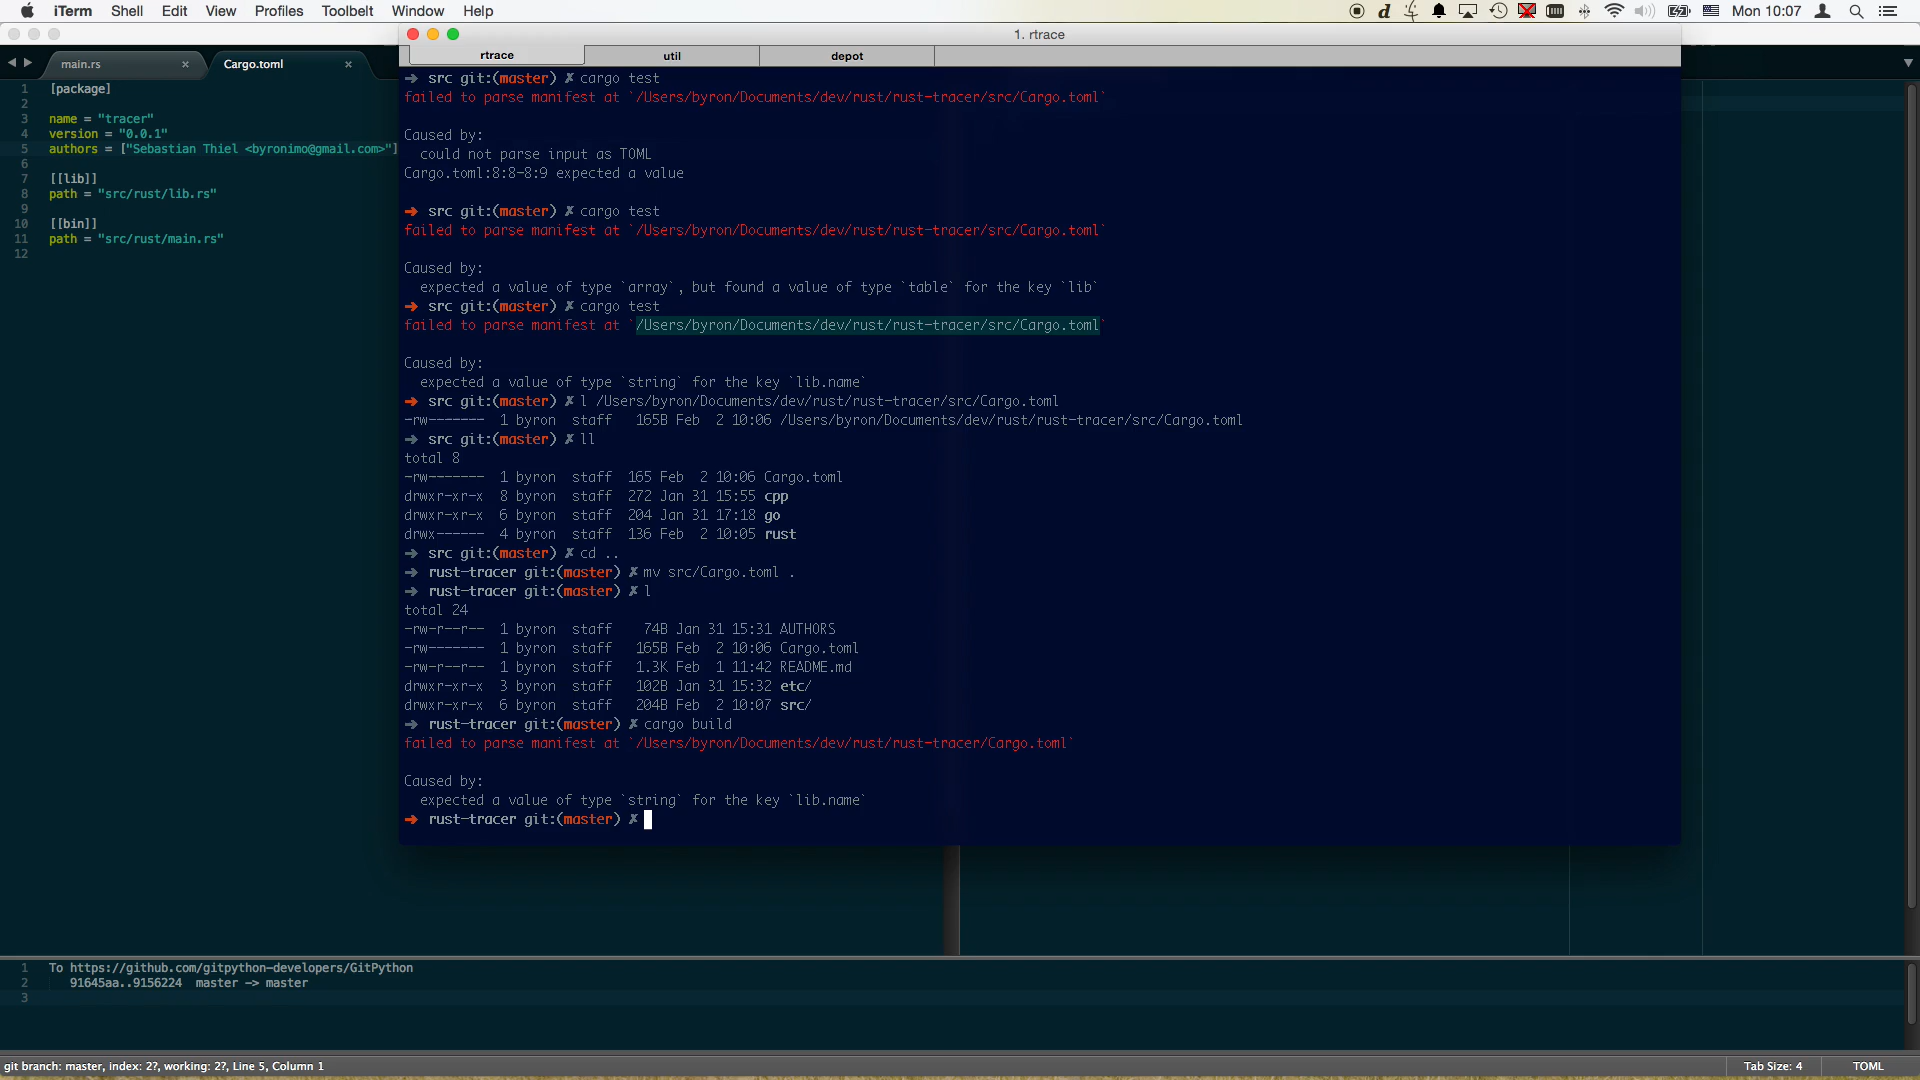 iTerm Shell Edit View Profiles Toolbelt Window Help
Mon 10:07
1. rtrace
main.rs
Cargo.toml
rtrace
util
depot
1 [package]
2
3 name = "tracer"
4 version = "0.0.1"
5 authors = ["Sebastian Thiel <byronimo@gmail.com>"]
6
7 [[lib]]
8 path = "src/rust/lib.rs"
9
10 [[bin]]
11 path = "src/rust/main.rs"
12
➜ src git:(master) ✗ cargo test
failed to parse manifest at `/Users/byron/Documents/dev/rust/rust-tracer/src/Cargo.toml`
Caused by:
could not parse input as TOML
Cargo.toml:8:8-8:9 expected a value
➜ src git:(master) ✗ cargo test
failed to parse manifest at `/Users/byron/Documents/dev/rust/rust-tracer/src/Cargo.toml`
Caused by:
expected a value of type `array`, but found a value of type `table` for the key `lib`
➜ src git:(master) ✗ cargo test
failed to parse manifest at `/Users/byron/Documents/dev/rust/rust-tracer/src/Cargo.toml`
Caused by:
expected a value of type `string` for the key `lib.name`
➜ src git:(master) ✗ l /Users/byron/Documents/dev/rust/rust-tracer/src/Cargo.toml
-rw------- 1 byron staff 165B Feb 2 10:06 /Users/byron/Documents/dev/rust/rust-tracer/src/Cargo.toml
➜ src git:(master) ✗ ll
total 8
-rw------- 1 byron staff 165 Feb 2 10:06 Cargo.toml
drwxr-xr-x 8 byron staff 272 Jan 31 15:55 cpp
drwxr-xr-x 6 byron staff 204 Jan 31 17:18 go
drwx------ 4 byron staff 136 Feb 2 10:05 rust
➜ src git:(master) ✗ cd ..
➜ rust-tracer git:(master) ✗ mv src/Cargo.toml .
➜ rust-tracer git:(master) ✗ l
total 24
-rw-r--r-- 1 byron staff 74B Jan 31 15:31 AUTHORS
-rw------- 1 byron staff 165B Feb 2 10:06 Cargo.toml
-rw-r--r-- 1 byron staff 1.3K Feb 1 11:42 README.md
drwxr-xr-x 3 byron staff 102B Jan 31 15:32 etc/
drwxr-xr-x 6 byron staff 204B Feb 2 10:07 src/
➜ rust-tracer git:(master) ✗ cargo build
failed to parse manifest at `/Users/byron/Documents/dev/rust/rust-tracer/Cargo.toml`
Caused by:
expected a value of type `string` for the key `lib.name`
➜ rust-tracer git:(master) ✗
1 To https://github.com/gitpython-developers/GitPython
2 91645aa..9156224 master -> master
3
git branch: master, index: 2?, working: 2?, Line 5, Column 1
Tab Size: 4
TOML